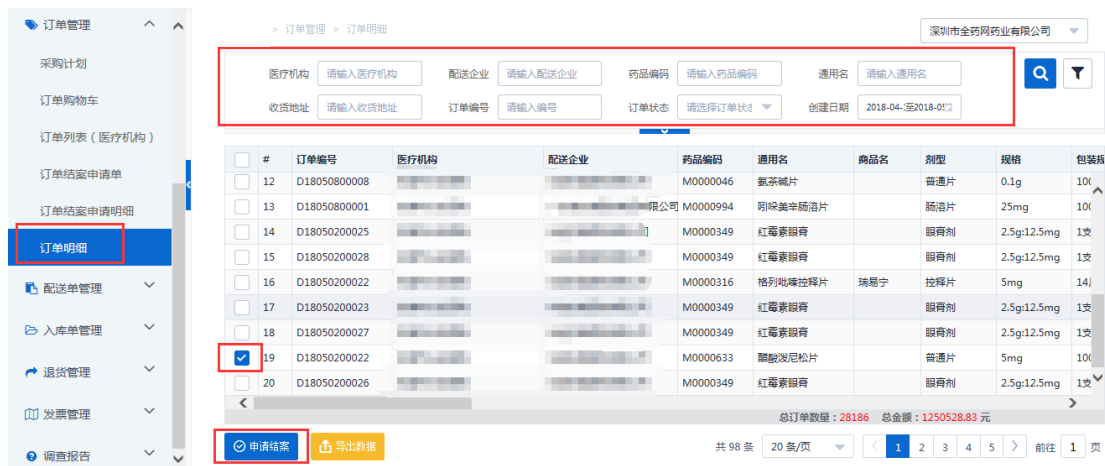 订单管理
采购计划
订单购物车
订单列表（医疗机构）
订单结案申请单
订单结案申请明细
订单明细
配送单管理
入库单管理
退货管理
发票管理
调查报告
> 订单管理 > 订单明细
深圳市全药网药业有限公司
医疗机构 请输入医疗机构 配送企业 请输入配送企业 药品编码 请输入药品编码 通用名 请输入通用名
收货地址 请输入收货地址 订单编号 请输入编号 订单状态 请选择订单状态 创建日期 2018-04-至2018-05
# 订单编号 医疗机构 配送企业 药品编码 通用名 商品名 剂型 规格 包装规
12 D18050800008 M0000046 氨茶碱片 普通片 0.1g 100
13 D18050800001 限公司 M0000994 吲哚美辛肠溶片 肠溶片 25mg 100
14 D18050200025 M0000349 红霉素眼膏 眼膏剂 2.5g:12.5mg 1支
15 D18050200028 M0000349 红霉素眼膏 眼膏剂 2.5g:12.5mg 1支
16 D18050200022 M0000316 格列吡嗪控释片 瑞易宁 控释片 5mg 14
17 D18050200023 M0000349 红霉素眼膏 眼膏剂 2.5g:12.5mg 1支
18 D18050200027 M0000349 红霉素眼膏 眼膏剂 2.5g:12.5mg 1支
19 D18050200022 M0000633 醋酸泼尼松片 普通片 5mg 100
20 D18050200026 M0000349 红霉素眼膏 眼膏剂 2.5g:12.5mg 1支
总订单数量：28186 总金额：1250528.83 元
申请结案 导出数据 共 98 条 20 条/页 1 2 3 4 5 前往 1 页